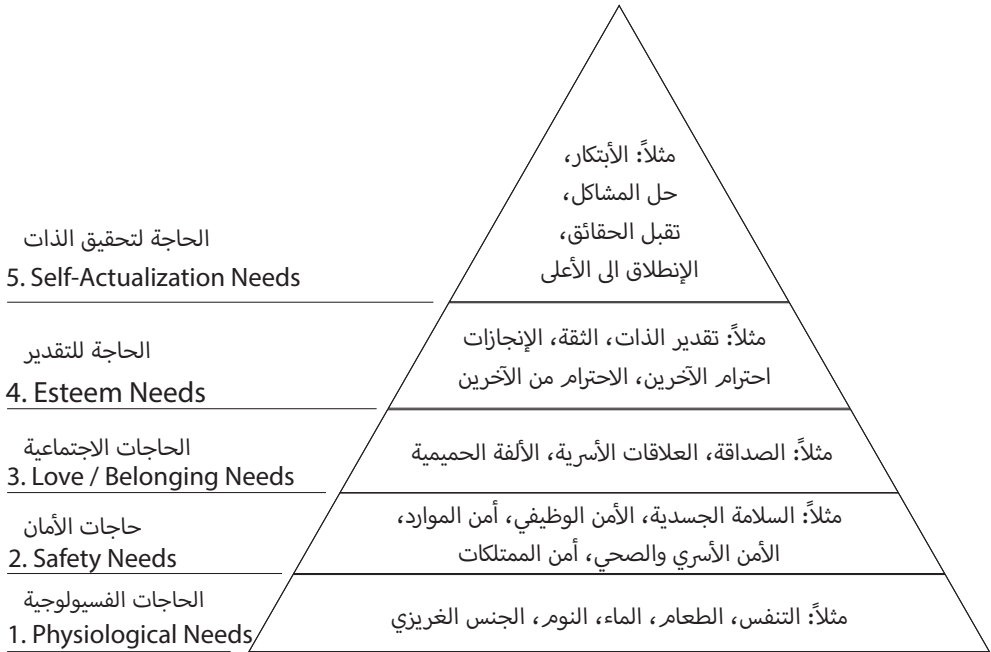 مثلاً: الأبتكار،
حل المشاكل،
تقبل الحقائق،
الإنطلاق الى الأعلى
الحاجة لتحقيق الذات
5. Self-Actualization Needs
مثلاً: تقدير الذات، الثقة، الإنجازات
احترام الآخرين، الاحترام من الآخرين
الحاجة للتقدير
4. Esteem Needs
مثلاً: الصداقة، العلاقات الأسرية، الألفة الحميمية
الحاجات الاجتماعية
3. Love / Belonging Needs
مثلاً: السلامة الجسدية، الأمن الوظيفي، أمن الموارد،
الأمن الأسري والصحي، أمن الممتلكات
حاجات الأمان
2. Safety Needs
مثلاً: التنفس، الطعام، الماء، النوم، الجنس الغريزي
الحاجات الفسيولوجية
1. Physiological Needs